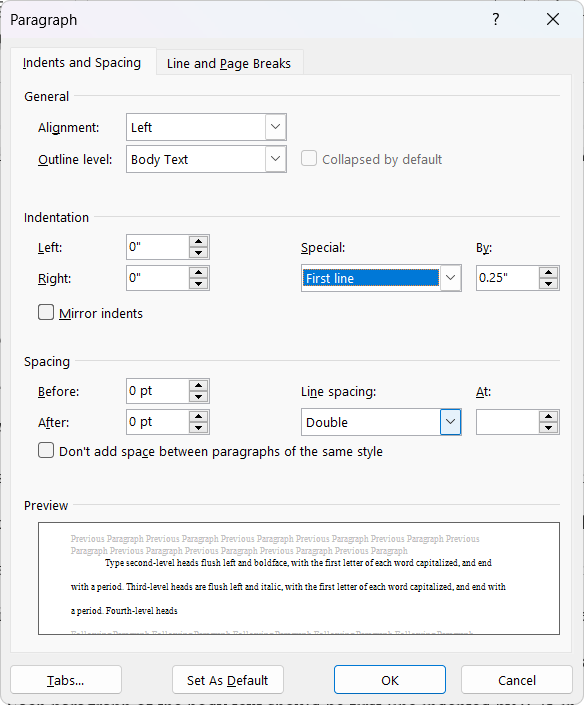 Paragraph ?
Indents and Spacing Line and Page Breaks
General
Alignment: Left
Outline level: Body Text Collapsed by default
Indentation
Left: 0" Special: By:
Right: 0" First line 0.25"
Mirror indents
Spacing
Before: 0 pt Line spacing: At:
After: 0 pt Double
Don't add space between paragraphs of the same style
Preview
Previous Paragraph Previous Paragraph Previous Paragraph Previous Paragraph Previous Paragraph Previous
Paragraph Previous Paragraph Previous Paragraph Previous Paragraph Previous Paragraph
Type second-level heads flush left and boldface, with the first letter of each word capitalized, and end
with a period. Third-level heads are flush left and italic, with the first letter of each word capitalized, and end with
a period. Fourth-level heads
Following Paragraph Following Paragraph Following Paragraph Following Paragraph Following Paragraph
Tabs... Set As Default OK Cancel